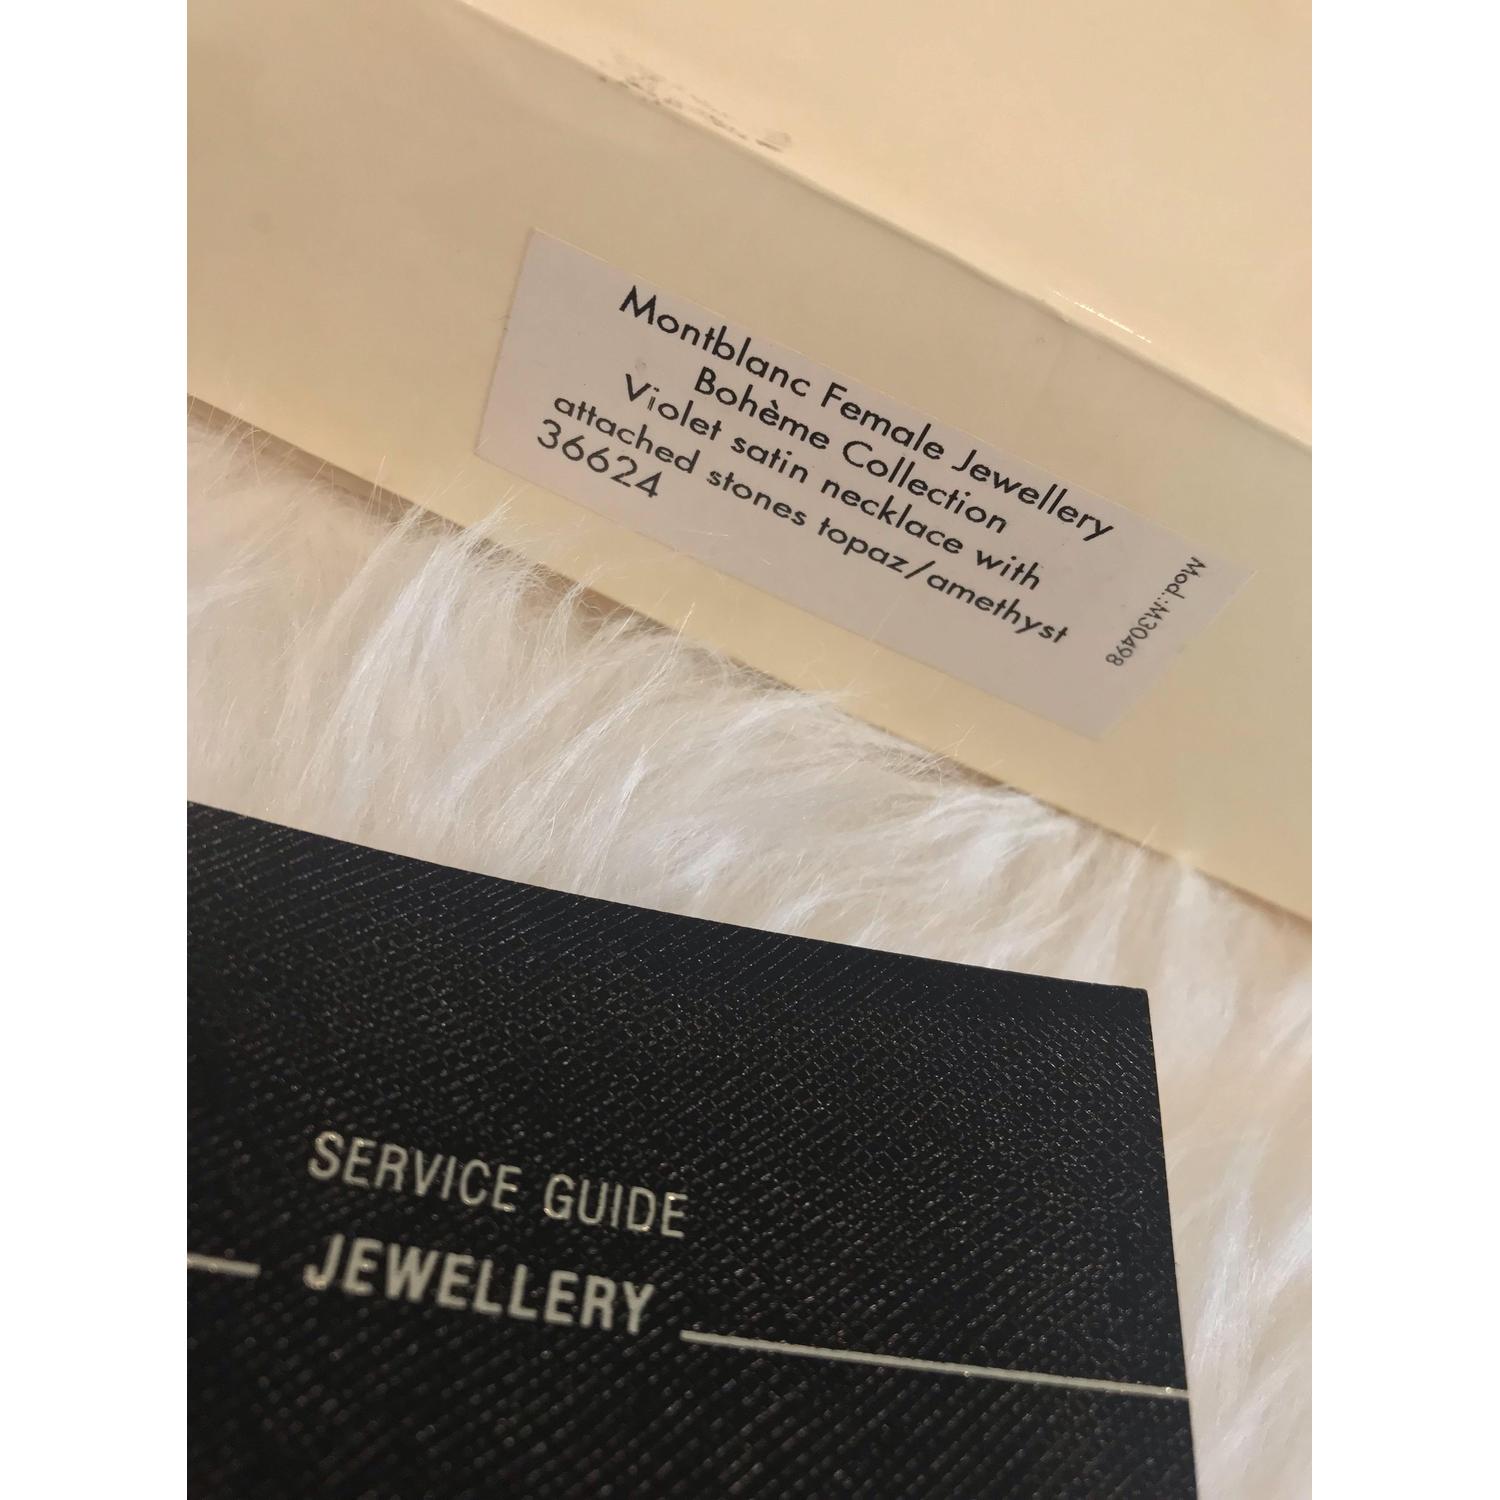 Montblanc Female Jewellery
Bohème Collection
Violet satin necklace with
attached stones topaz/amethyst
36624
Mod.:M30498
SERVICE GUIDE
JEWELLERY